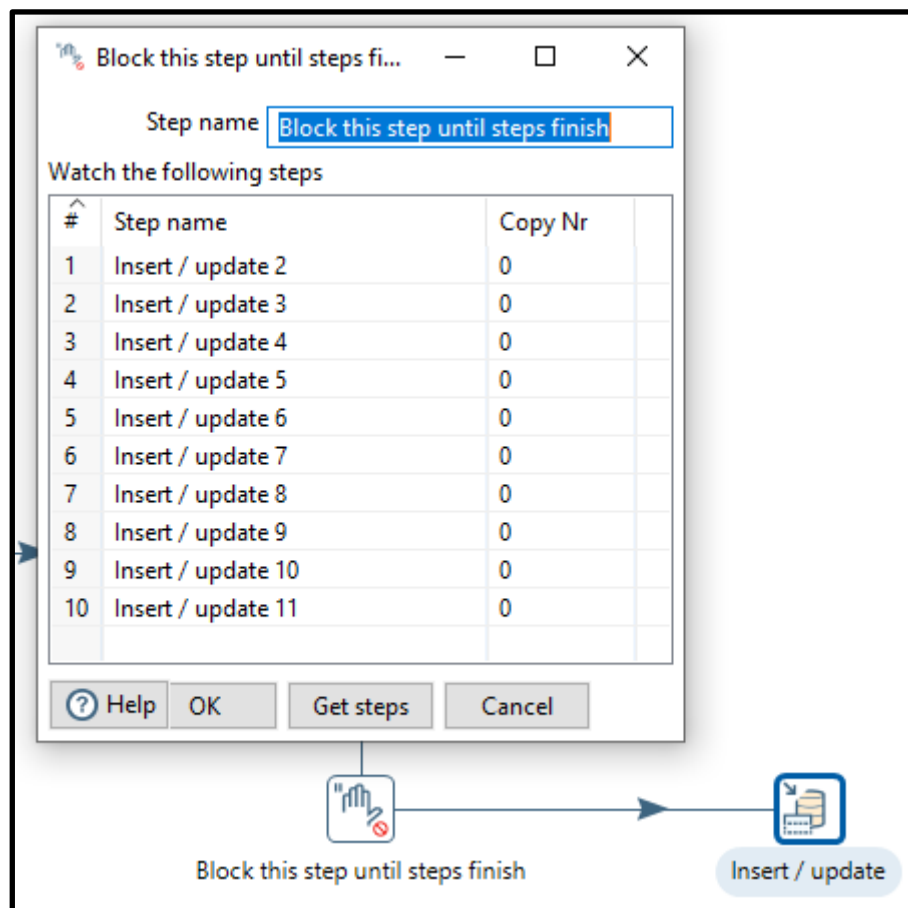 Block this step until steps fi...
Step name Block this step until steps finish
Watch the following steps
# Step name Copy Nr
1 Insert / update 2 0
2 Insert / update 3 0
3 Insert / update 4 0
4 Insert / update 5 0
5 Insert / update 6 0
6 Insert / update 7 0
7 Insert / update 8 0
8 Insert / update 9 0
9 Insert / update 10 0
10 Insert / update 11 0
? Help OK Get steps Cancel
Block this step until steps finish Insert / update